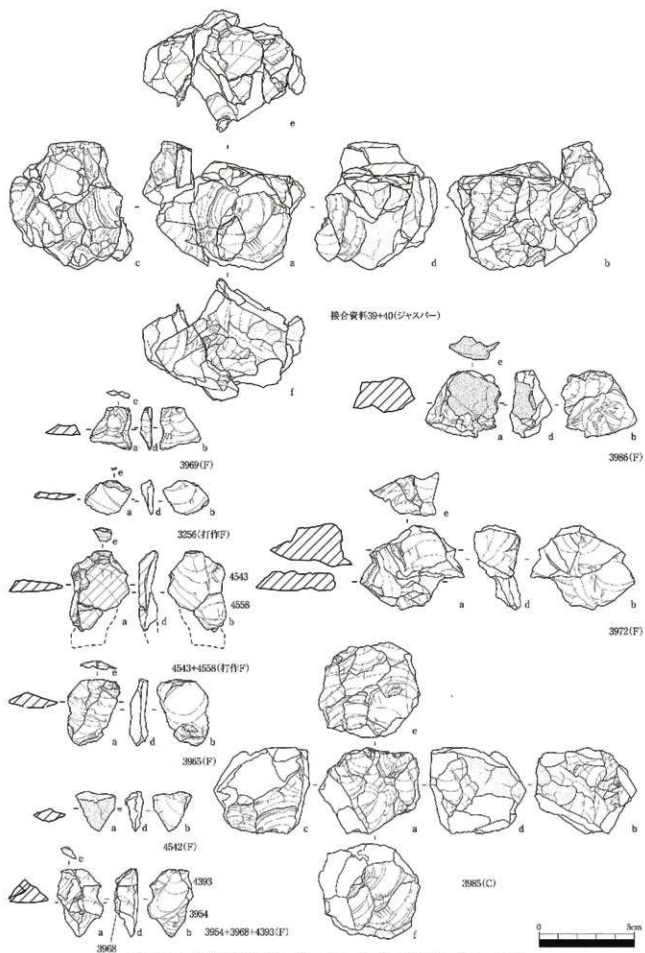 e
c
a
d
b
接合資料39+40(ジャスパー)
f
e
a
d
b
3986(F)
e
a
d
b
3969(F)
e
a
d
b
3256(打作F)
e
4543
4558
a
d
b
4543+4558(打作F)
e
a
d
b
3972(F)
e
a
d
b
3965(F)
a
d
b
4542(F)
e
c
a
d
b
f
3985(C)
e
4393
3954
a
d
b
3968
3954+3968+4393(F)
0 5cm